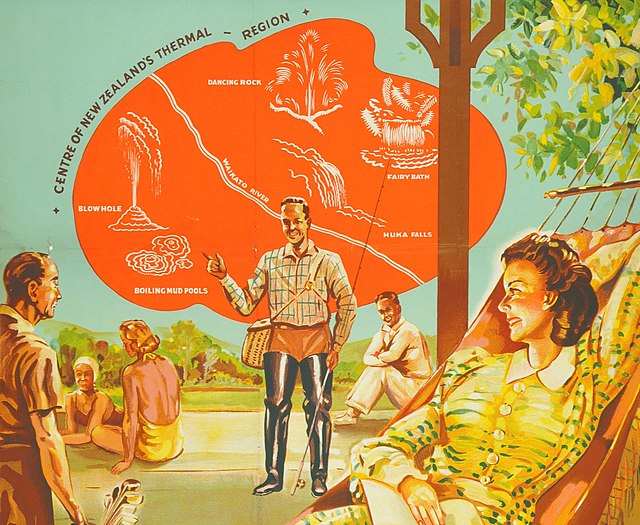 CENTRE OF NEW ZEALAND'S THERMAL ~ REGION
DANCING ROCK
FAIRY BATH
WAIKATO RIVER
BLOWHOLE
HUKA FALLS
BOILING MUD POOLS